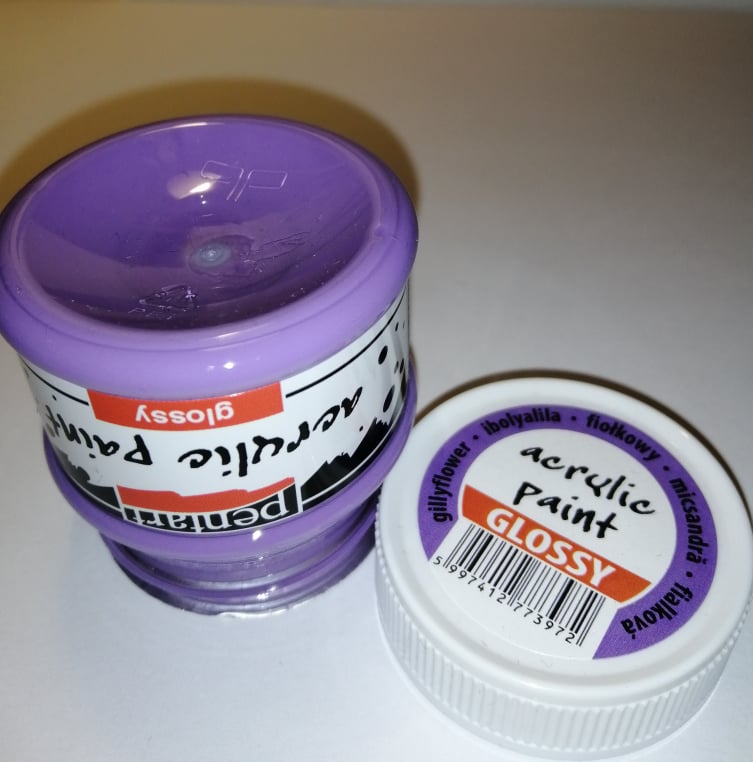 glossy
acrylic paint
pentart
gillyflower • ibolyalila • fiołkowy • micsandră • fialková
acrylic
paint
GLOSSY
5 997412 773972